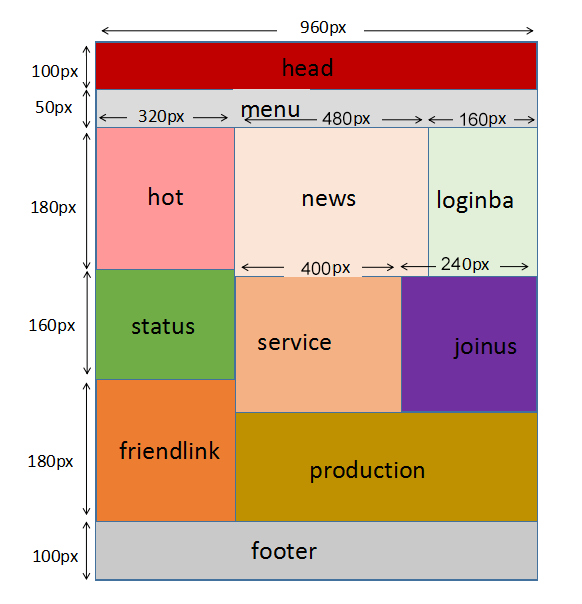 960px
100px
head
50px
menu
320px
480px
160px
180px
hot
news
loginba
400px
240px
160px
status
service
joinus
180px
friendlink
production
100px
footer